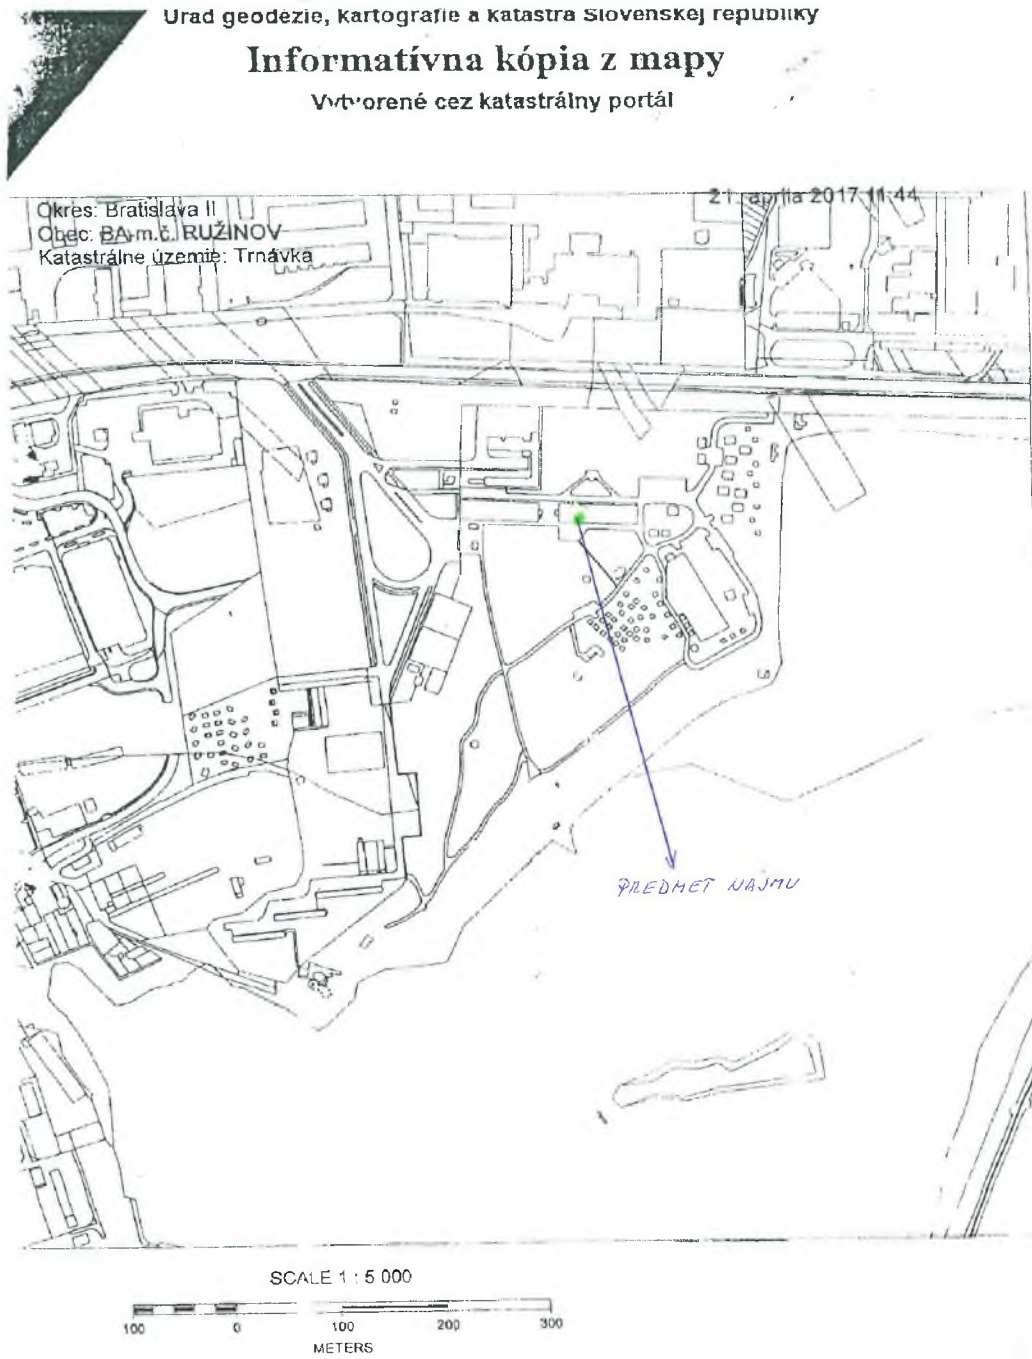 Úrad geodézie, kartografie a katastra Slovenskej republiky
Informatívna kópia z mapy
Vytvorené cez katastrálny portál
21. apríla 2017 11:44
Okres: Bratislava II
Obec: BA-m.č. RUŽINOV
Katastrálne územie: Trnávka
PREDMET NÁJMU
SCALE 1 : 5 000
100 0 100 200 300
METERS